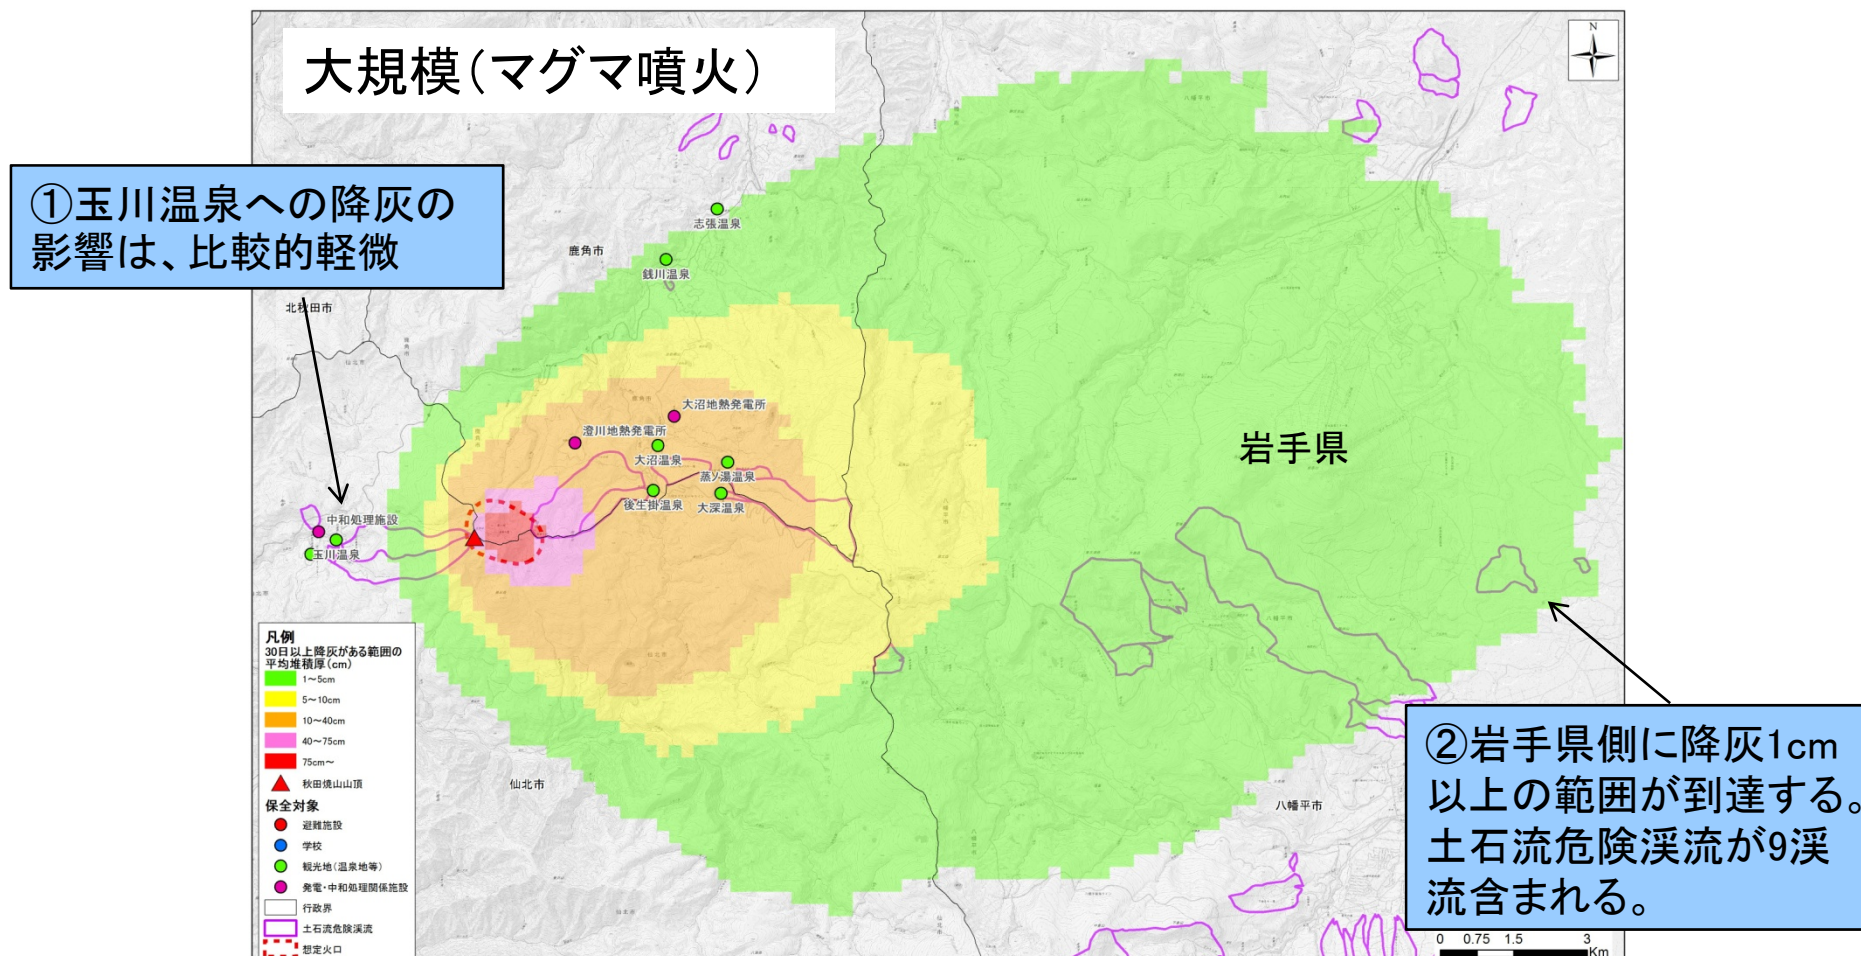 大規模（マグマ噴火）
N
①玉川温泉への降灰の
影響は、比較的軽微
志張温泉
鹿角市
銭川温泉
北秋田市
大沼地熱発電所
澄川地熱発電所
大沼温泉
蒸ノ湯温泉
後生掛温泉
大深温泉
岩手県
中和処理施設
玉川温泉
凡例
30日以上降灰がある範囲の
平均堆積厚(cm)
1～5cm
5～10cm
10～40cm
40～75cm
75cm～
秋田焼山山頂
保全対象
避難施設
学校
観光地(温泉地等)
発電・中和処理関係施設
行政界
土石流危険渓流
想定火口
仙北市
八幡平市
②岩手県側に降灰1cm
以上の範囲が到達する。
土石流危険渓流が9渓
流含まれる。
0 0.75 1.5 3
Km